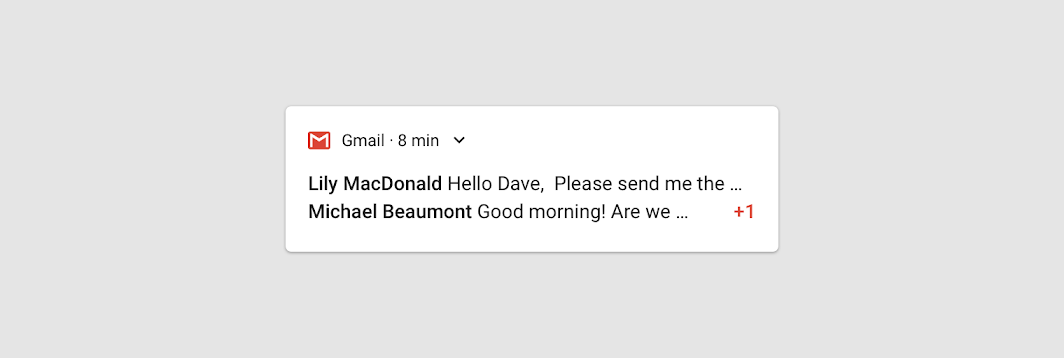 Gmail · 8 min
Lily MacDonald Hello Dave,  Please send me the ...
Michael Beaumont Good morning! Are we ... +1